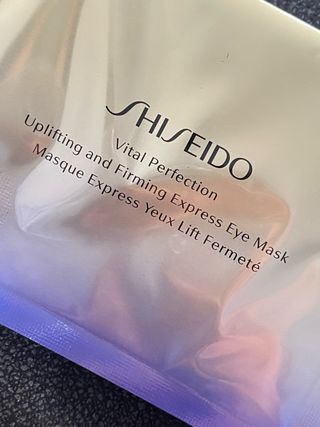 SHISEIDO
Vital Perfection
Uplifting and Firming Express Eye Mask
Masque Express Yeux Lift Fermeté